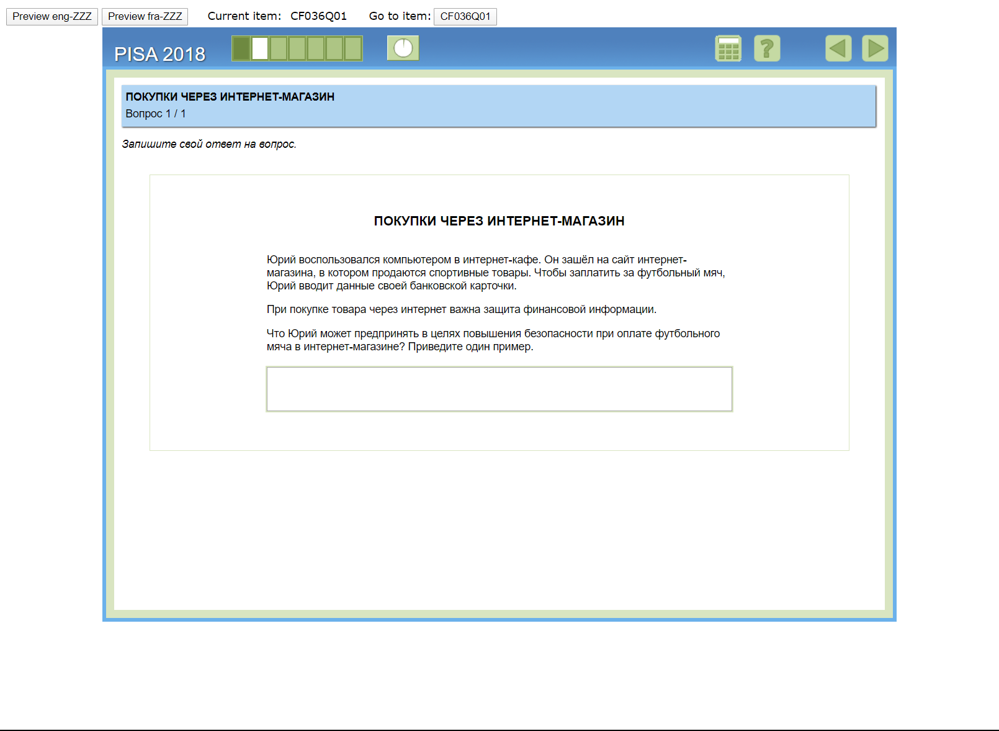 Preview eng-ZZZ Preview fra-ZZZ Current item: CF036Q01 Go to item: CF036Q01
PISA 2018
?
ПОКУПКИ ЧЕРЕЗ ИНТЕРНЕТ-МАГАЗИН
Вопрос 1 / 1
Запишите свой ответ на вопрос.
ПОКУПКИ ЧЕРЕЗ ИНТЕРНЕТ-МАГАЗИН
Юрий воспользовался компьютером в интернет-кафе. Он зашёл на сайт интернет-
магазина, в котором продаются спортивные товары. Чтобы заплатить за футбольный мяч,
Юрий вводит данные своей банковской карточки.
При покупке товара через интернет важна защита финансовой информации.
Что Юрий может предпринять в целях повышения безопасности при оплате футбольного
мяча в интернет-магазине? Приведите один пример.